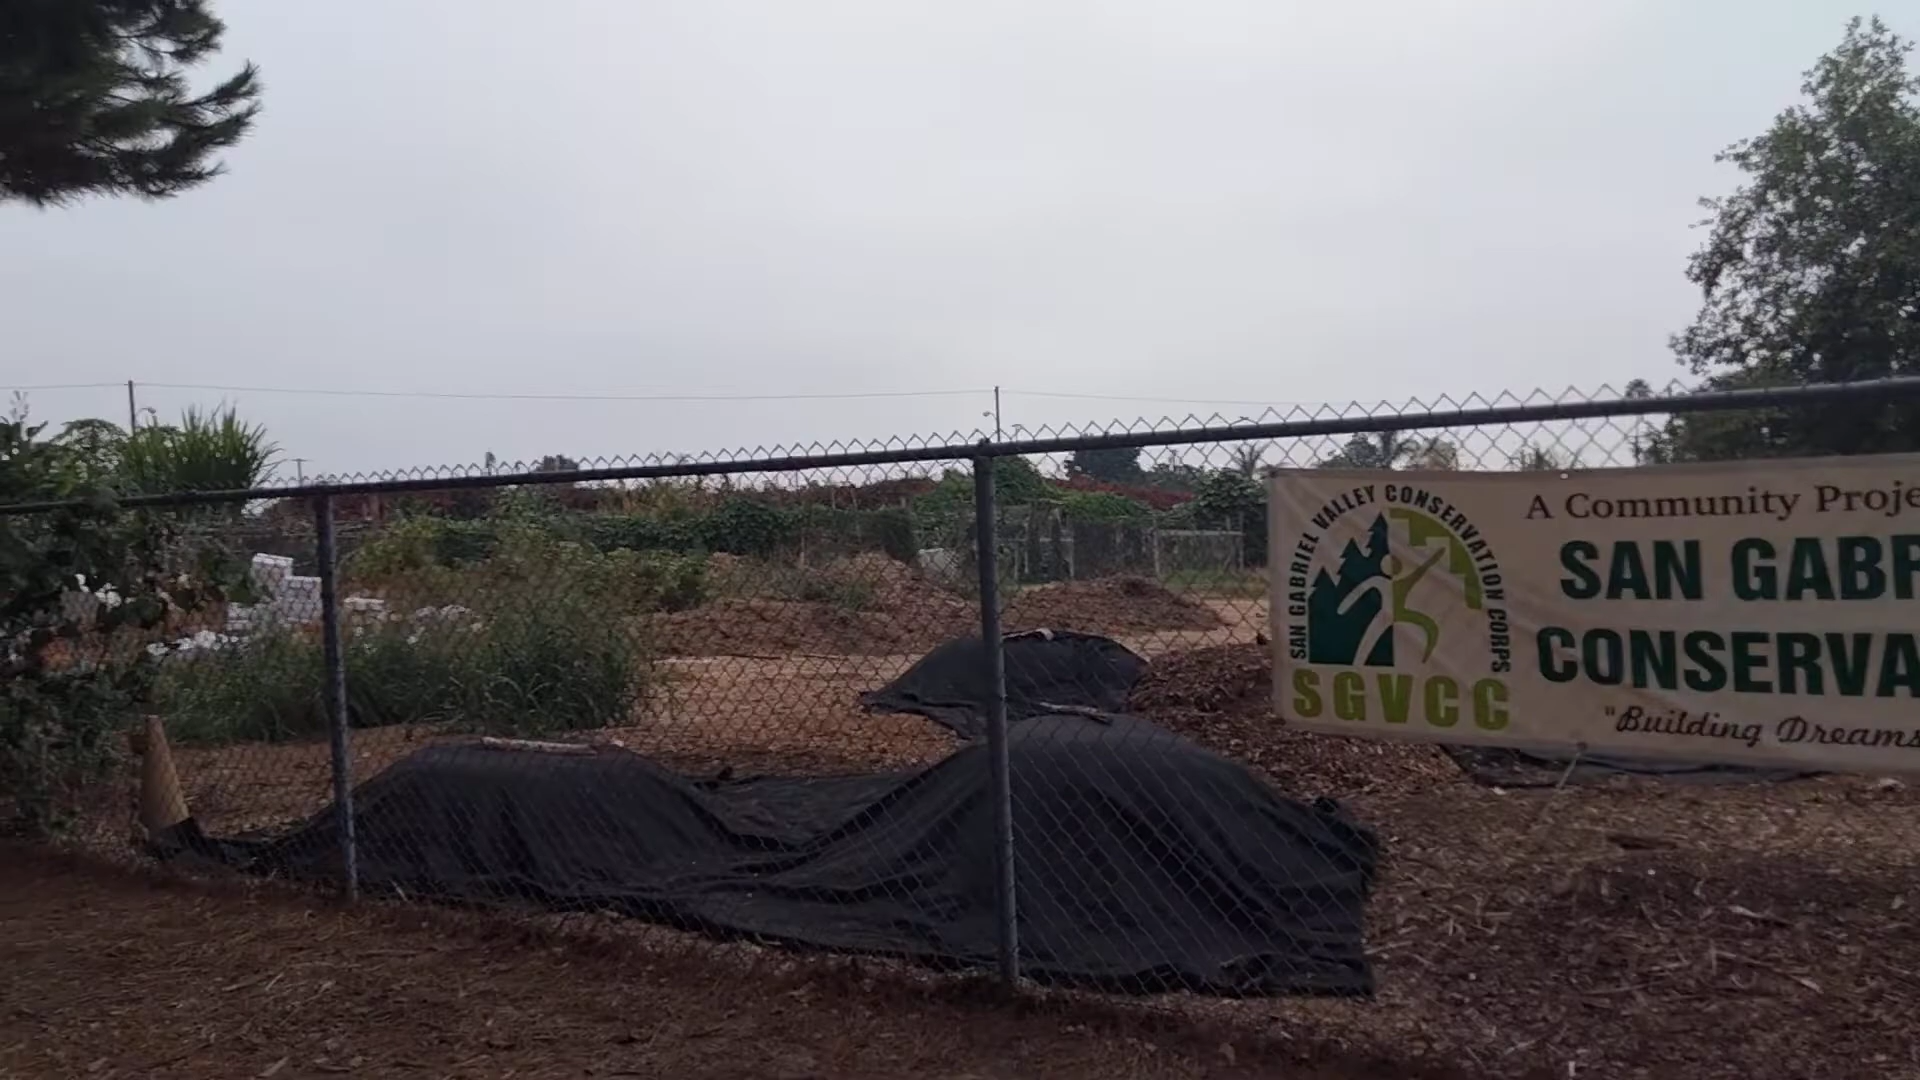 SAN GABRIEL VALLEY CONSERVATION CORPS
SGVCC
A Community Proje
SAN GABR
CONSERVA
"Building Dreams